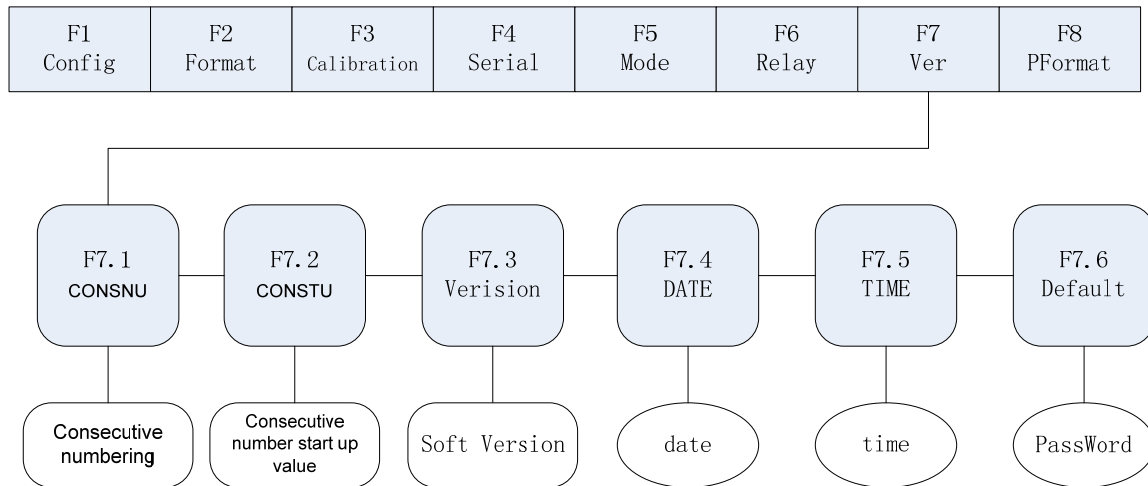 F1 F2 F3 F4 F5 F6 F7 F8
Config Format Calibration Serial Mode Relay Ver PFormat
F7.1 F7.2 F7.3 F7.4 F7.5 F7.6
CONSNU CONSTU Verision DATE TIME Default
Consecutive
numbering
Consecutive
number start up
value
Soft Version
date
time
PassWord